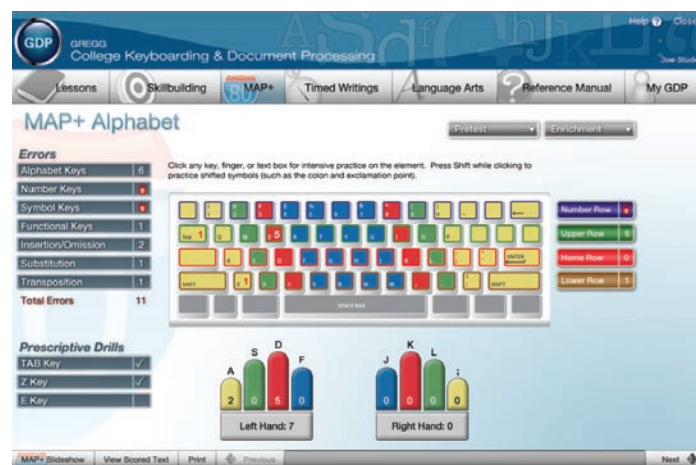 Help ? Close
GDP
GREGG
College Keyboarding & Document Processing
Joe Stude
Lessons
Skillbuilding
MAP+
Timed Writings
Language Arts
Reference Manual
My GDP
MAP+ Alphabet
Pretest
Enrichment
Errors
Alphabet Keys 6
Number Keys
Symbol Keys
Functional Keys 1
Insertion/Omission 2
Substitution 1
Transposition 1
Total Errors 11
Click any key, finger, or text box for intensive practice on the element. Press Shift while clicking to
practice shifted symbols (such as the colon and exclamation point).
1
5
ENTER
SHIFT
1
SHIFT
SPACE BAR
Number Row
Upper Row 6
Home Row 0
Lower Row 1
Prescriptive Drills
TAB Key ✓
Z Key ✓
E Key
A S D F
2 0 5 0
Left Hand: 7
J K L ;
0 0 0 0
Right Hand: 0
MAP+ Slideshow View Scored Text Print Previous Next